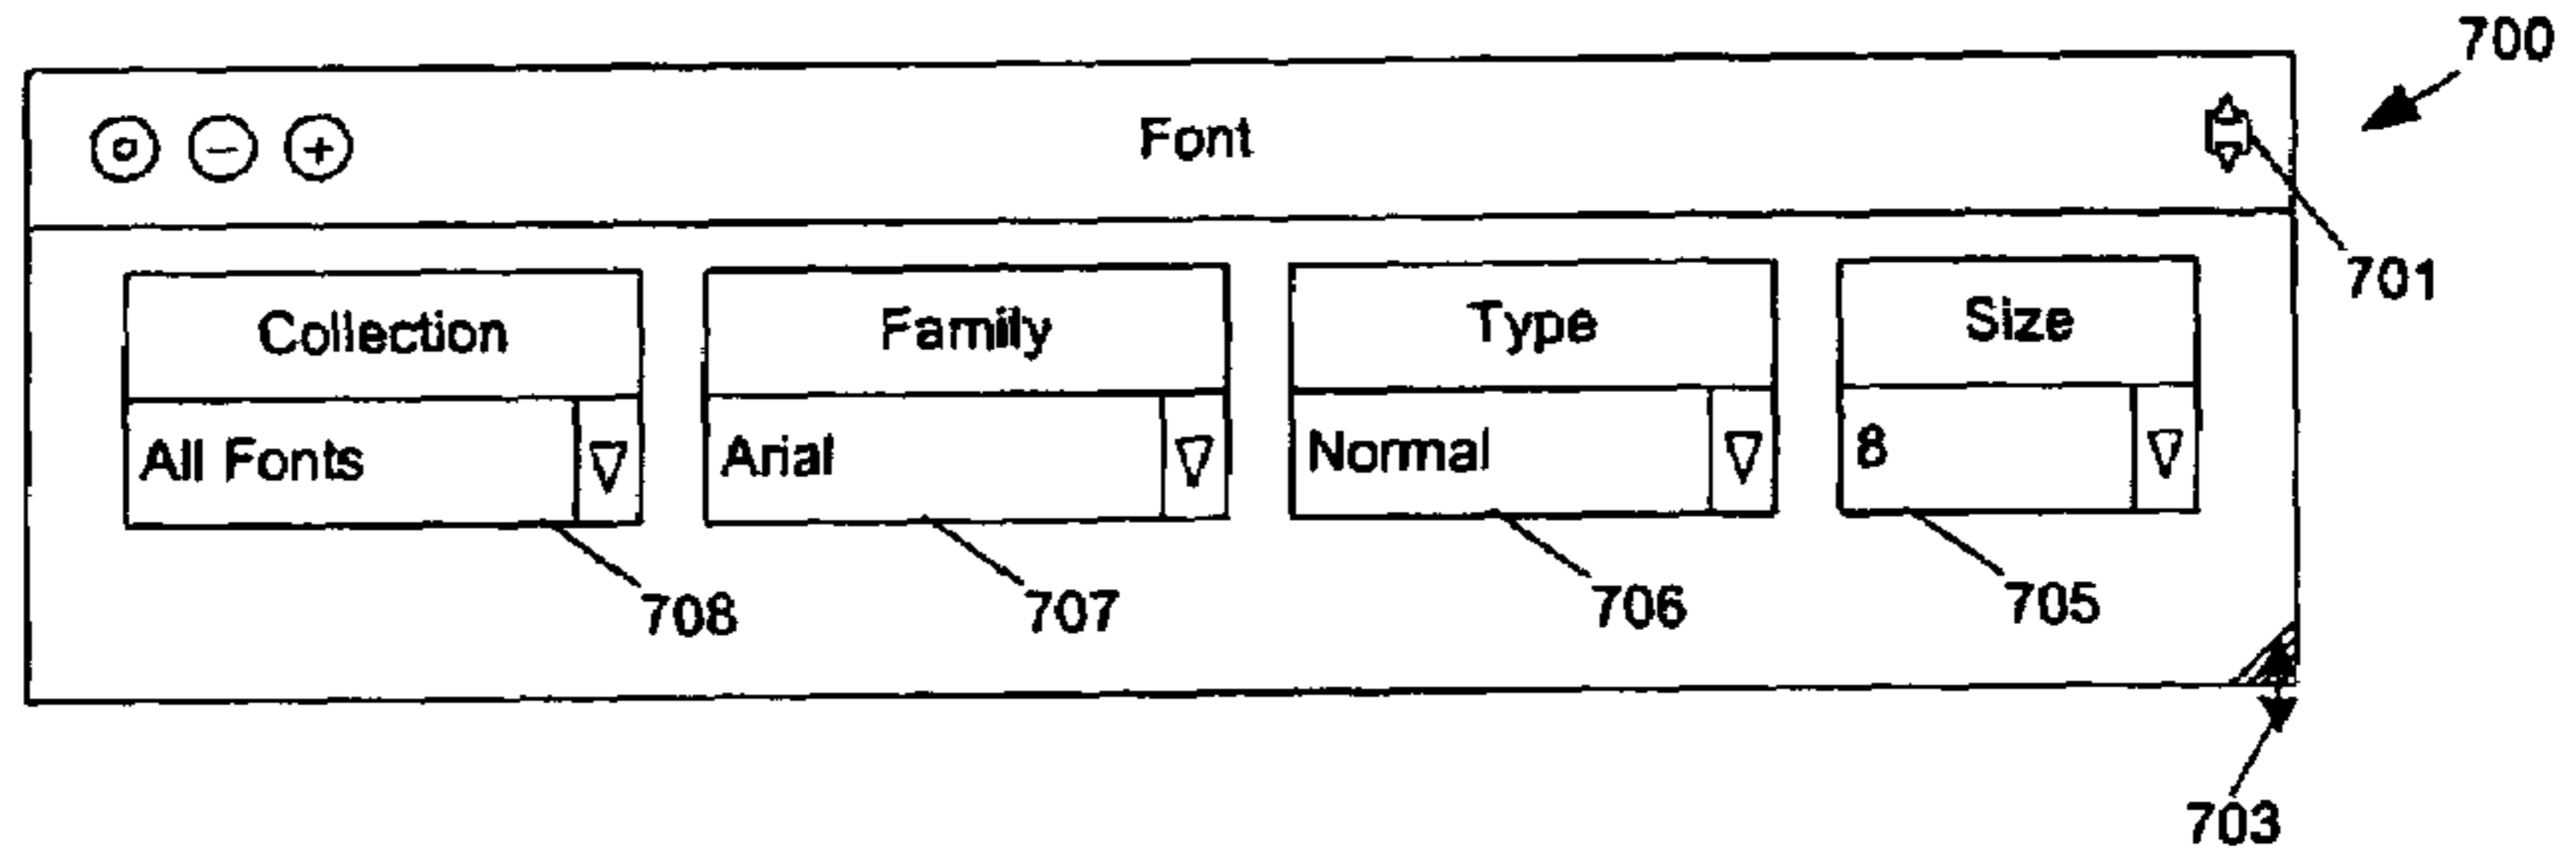 700
Font
701
Collection Family Type Size
All Fonts Arial Normal 8
708 707 706 705
703